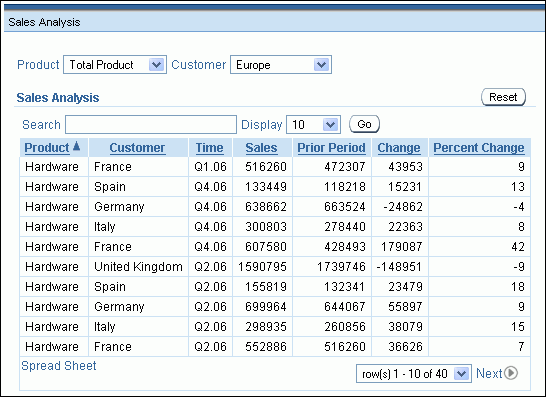 Sales Analysis
Product Total Product Customer Europe
Sales Analysis Reset
Search Display 10 Go
Product Customer Time Sales Prior Period Change Percent Change
Hardware France Q1.06 516260 472307 43953 9
Hardware Spain Q4.06 133449 118218 15231 13
Hardware Germany Q4.06 638662 663524 -24862 -4
Hardware Italy Q4.06 300803 278440 22363 8
Hardware France Q4.06 607580 428493 179087 42
Hardware United Kingdom Q2.06 1590795 1739746 -148951 -9
Hardware Spain Q2.06 155819 132341 23479 18
Hardware Germany Q2.06 699964 644067 55897 9
Hardware Italy Q2.06 298935 260856 38079 15
Hardware France Q2.06 552886 516260 36626 7
Spread Sheet
row(s) 1 - 10 of 40 Next